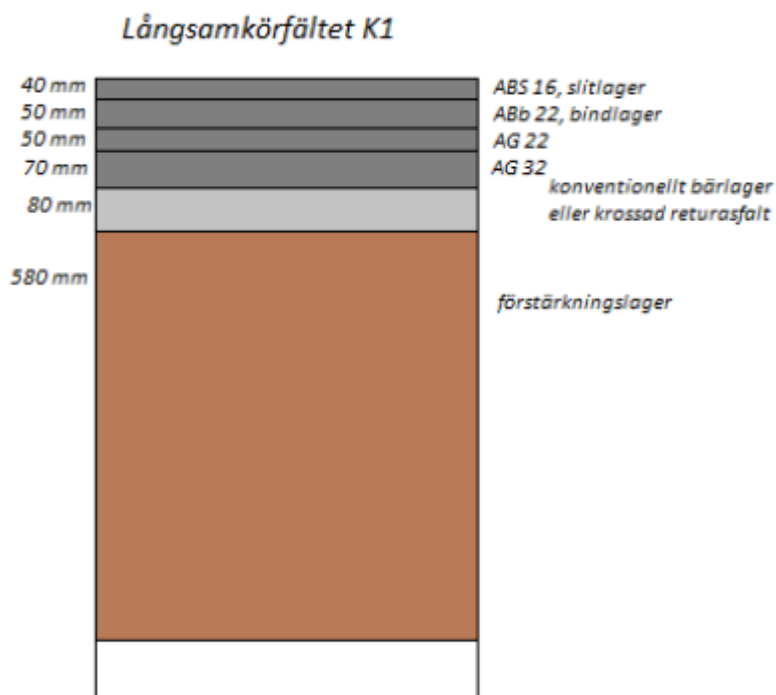 Långsamkörfältet K1
40 mm ABS 16, slitlager
50 mm ABb 22, bindlager
50 mm AG 22
70 mm AG 32
konventionellt bärlager
80 mm eller krossad returasfalt
580 mm
förstärkningslager